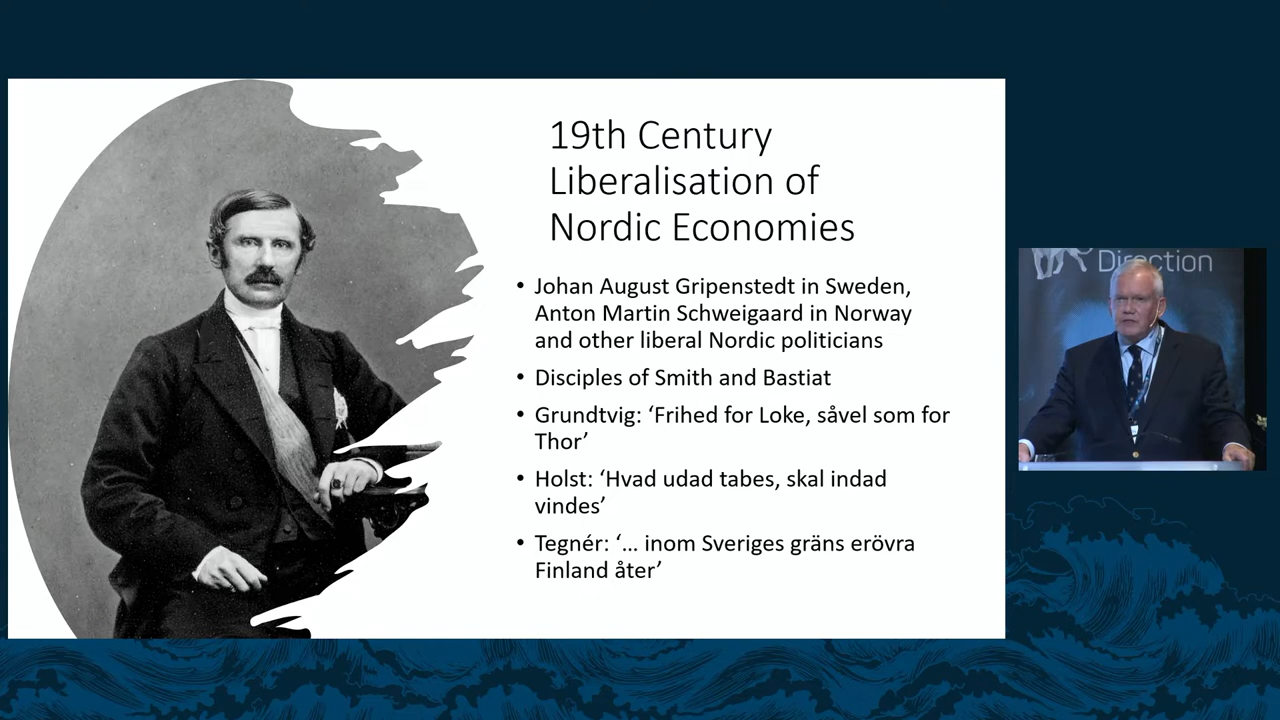 19th Century
Liberalisation of
Nordic Economies
• Johan August Gripenstedt in Sweden,
Anton Martin Schweigaard in Norway
and other liberal Nordic politicians
• Disciples of Smith and Bastiat
• Grundtvig: ‘Frihed for Loke, såvel som for
Thor’
• Holst: ‘Hvad udad tabes, skal indad
vindes’
• Tegnér: ‘… inom Sveriges gräns erövra
Finland åter’
Direction